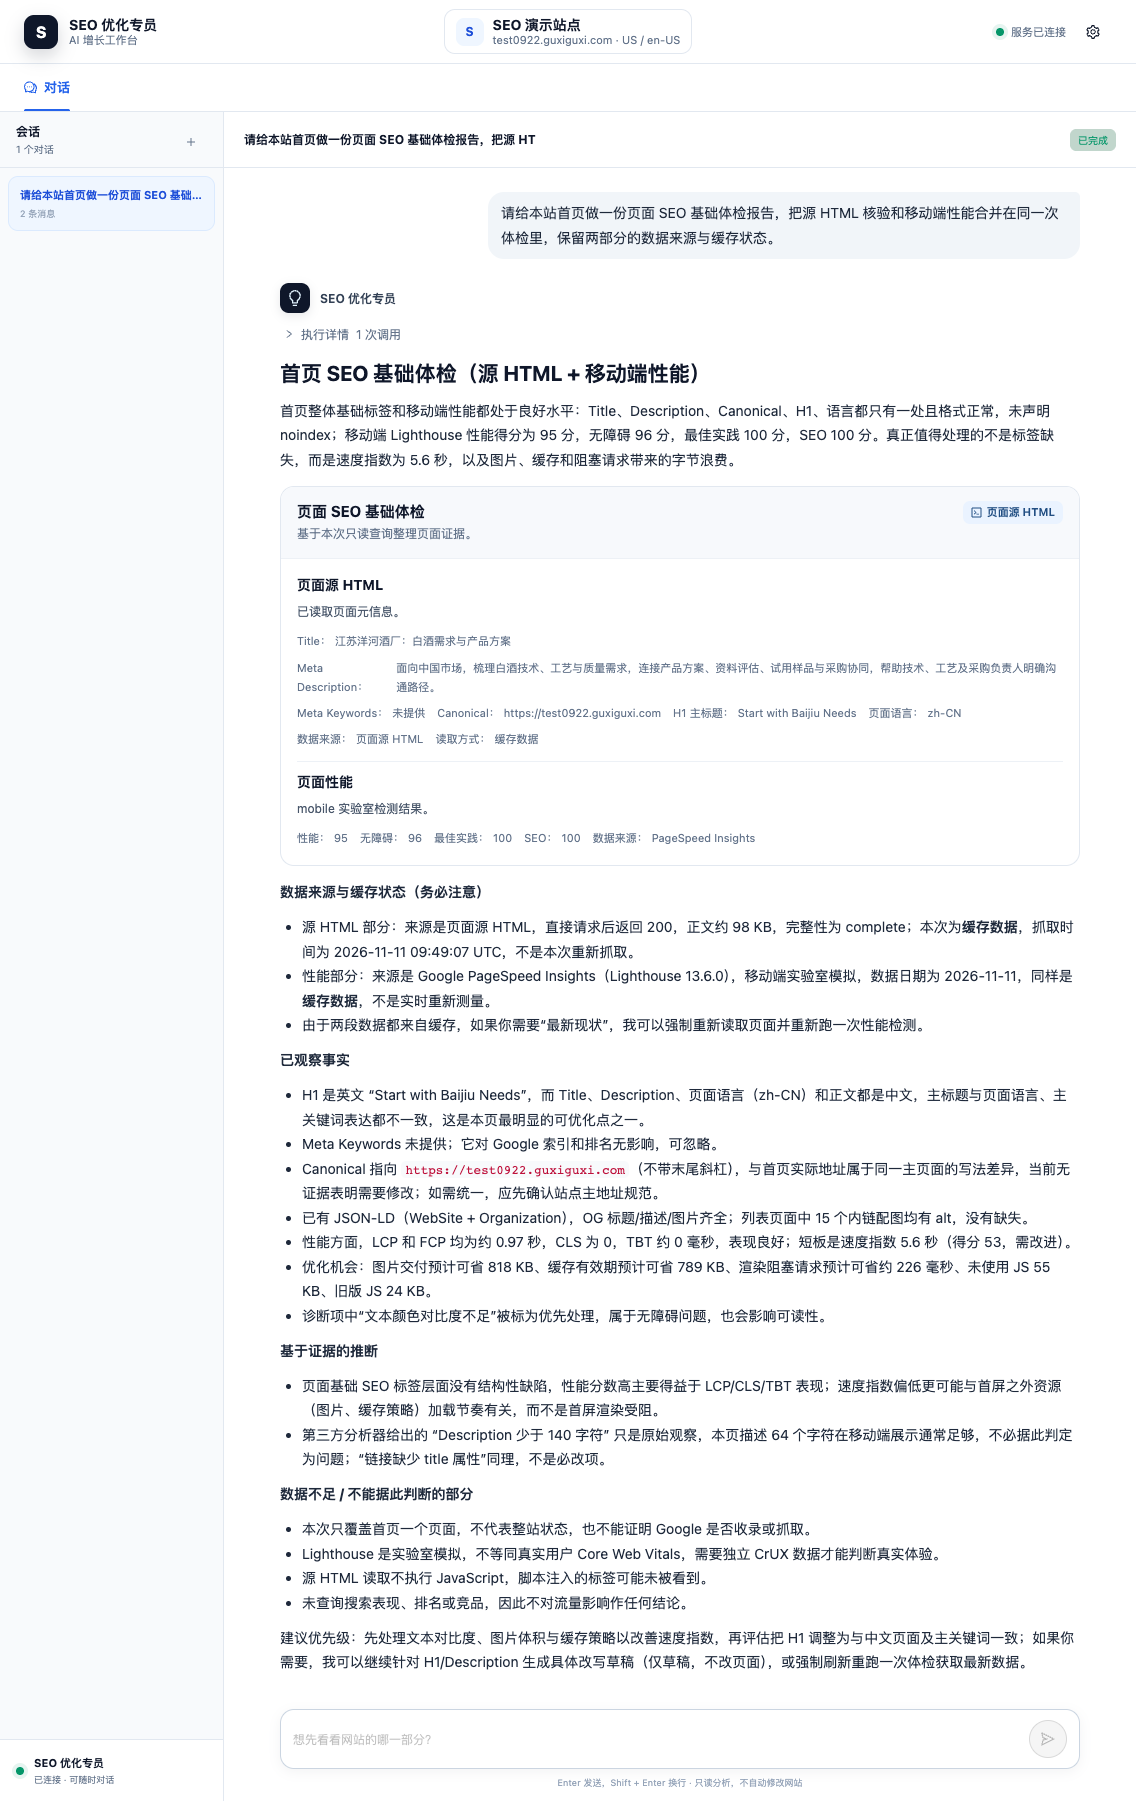 S
SEO 优化专员
AI 增长工作台
S
SEO 演示站点
test0922.guxiguxi.com · US / en-US
服务已连接
对话
会话
1 个对话
+
请给本站首页做一份页面 SEO 基础体检报告，把源 HT
已完成
请给本站首页做一份页面 SEO 基础...
2 条消息
请给本站首页做一份页面 SEO 基础体检报告，把源 HTML 核验和移动端性能合并在同一次
体检里，保留两部分的数据来源与缓存状态。
SEO 优化专员
> 执行详情 1 次调用
首页 SEO 基础体检（源 HTML + 移动端性能）
首页整体基础标签和移动端性能都处于良好水平：Title、Description、Canonical、H1、语言都只有一处且格式正常，未声明
noindex；移动端 Lighthouse 性能得分为 95 分，无障碍 96 分，最佳实践 100 分，SEO 100 分。真正值得处理的不是标签缺
失，而是速度指数为 5.6 秒，以及图片、缓存和阻塞请求带来的字节浪费。
页面 SEO 基础体检
页面源 HTML
基于本次只读查询整理页面证据。
页面源 HTML
已读取页面元信息。
Title： 江苏洋河酒厂：白酒需求与产品方案
Meta Description： 面向中国市场，梳理白酒技术、工艺与质量需求，连接产品方案、资料评估、试用样品与采购协同，帮助技术、工艺及采购负责人明确沟
通路径。
Meta Keywords： 未提供 Canonical： https://test0922.guxiguxi.com H1 主标题： Start with Baijiu Needs 页面语言： zh-CN
数据来源： 页面源 HTML 读取方式： 缓存数据
页面性能
mobile 实验室检测结果。
性能： 95 无障碍： 96 最佳实践： 100 SEO： 100 数据来源： PageSpeed Insights
数据来源与缓存状态（务必注意）
• 源 HTML 部分：来源是页面源 HTML，直接请求后返回 200，正文约 98 KB，完整性为 complete；本次为缓存数据，抓取时
间为 2026-11-11 09:49:07 UTC，不是本次重新抓取。
• 性能部分：来源是 Google PageSpeed Insights（Lighthouse 13.6.0），移动端实验室模拟，数据日期为 2026-11-11，同样是
缓存数据，不是实时重新测量。
• 由于两段数据都来自缓存，如果你需要“最新现状”，我可以强制重新读取页面并重新跑一次性能检测。
已观察事实
• H1 是英文 “Start with Baijiu Needs”，而 Title、Description、页面语言（zh-CN）和正文都是中文，主标题与页面语言、主
关键词表达都不一致，这是本页最明显的可优化点之一。
• Meta Keywords 未提供；它对 Google 索引和排名无影响，可忽略。
• Canonical 指向 https://test0922.guxiguxi.com （不带末尾斜杠），与首页实际地址属于同一主页面的写法差异，当前无
证据表明需要修改；如需统一，应先确认站点主地址规范。
• 已有 JSON-LD（WebSite + Organization），OG 标题/描述/图片齐全；列表页面中 15 个内链配图均有 alt，没有缺失。
• 性能方面，LCP 和 FCP 均为约 0.97 秒，CLS 为 0，TBT 约 0 毫秒，表现良好；短板是速度指数 5.6 秒（得分 53，需改进）。
• 优化机会：图片交付预计可省 818 KB、缓存有效期预计可省 789 KB、渲染阻塞请求预计可省约 226 毫秒、未使用 JS 55
KB、旧版 JS 24 KB。
• 诊断项中“文本颜色对比度不足”被标为优先处理，属于无障碍问题，也会影响可读性。
基于证据的推断
• 页面基础 SEO 标签层面没有结构性缺陷，性能分数高主要得益于 LCP/CLS/TBT 表现；速度指数偏低更可能与首屏之外资源
（图片、缓存策略）加载节奏有关，而不是首屏渲染受阻。
• 第三方分析器给出的 “Description 少于 140 字符” 只是原始观察，本页描述 64 个字符在移动端展示通常足够，不必据此判定
为问题；“链接缺少 title 属性”同理，不是必改项。
数据不足 / 不能据此判断的部分
• 本次只覆盖首页一个页面，不代表整站状态，也不能证明 Google 是否收录或抓取。
• Lighthouse 是实验室模拟，不等同真实用户 Core Web Vitals，需要独立 CrUX 数据才能判断真实体验。
• 源 HTML 读取不执行 JavaScript，脚本注入的标签可能未被看到。
• 未查询搜索表现、排名或竞品，因此不对流量影响作任何结论。
建议优先级：先处理文本对比度、图片体积与缓存策略以改善速度指数，再评估把 H1 调整为与中文页面及主关键词一致；如果你
需要，我可以继续针对 H1/Description 生成具体改写草稿（仅草稿，不改页面），或强制刷新重跑一次体检获取最新数据。
想先看看网站的哪一部分？
SEO 优化专员
已连接 · 可随时对话
Enter 发送，Shift + Enter 换行 · 只读分析，不自动修改网站